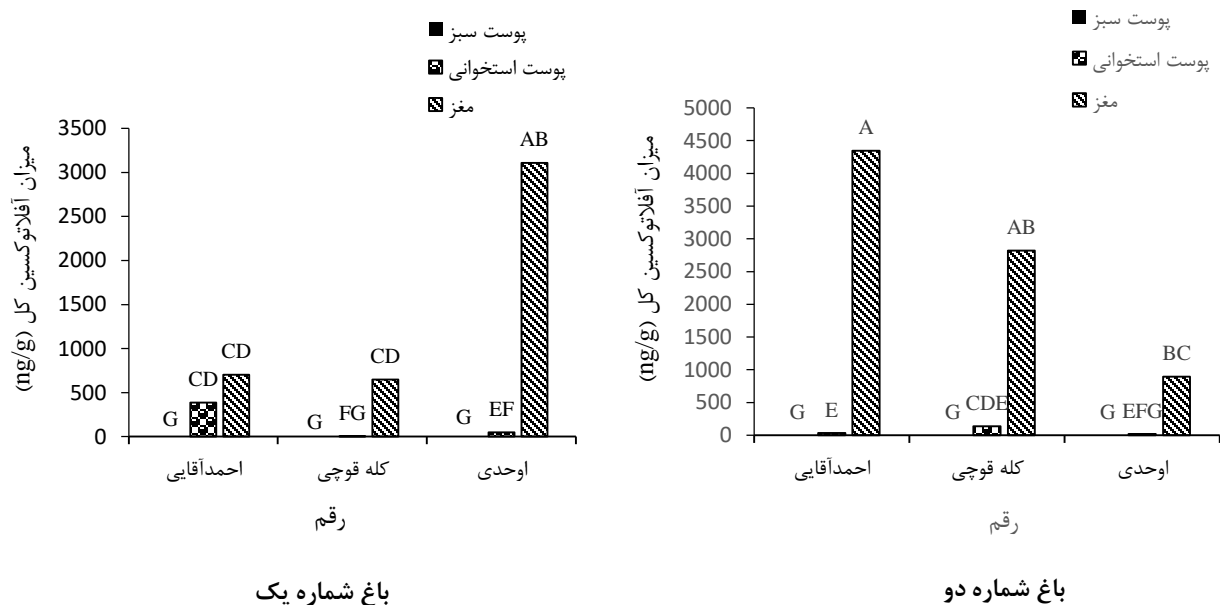 پوست سبز
پوست استخوانی
مغز
میزان آفلاتوکسین کل (ng/g)
3500
3000
2500
2000
1500
1000
500
0
G CD CD
G FG CD
G EF AB
احمدآقایی کله قوچی اوحدی
رقم
باغ شماره یک
پوست سبز
پوست استخوانی
مغز
میزان آفلاتوکسین کل (ng/g)
5000
4500
4000
3500
3000
2500
2000
1500
1000
500
0
G E A
G CDE AB
G EFG BC
احمدآقایی کله قوچی اوحدی
رقم
باغ شماره دو